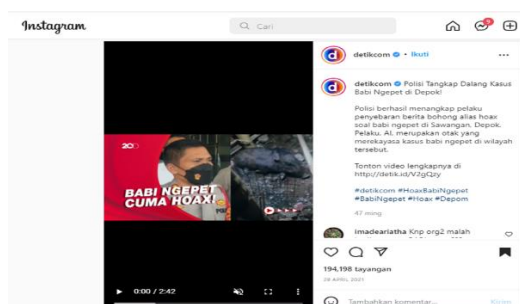 Instagram
Cari
detikcom • Ikuti
detikcom Polisi Tangkap Dalang Kasus
Babi Ngepet di Depok!
Polisi berhasil menangkap pelaku
penyebaran berita bohong alias hoax
soal babi ngepet di Sawangan, Depok.
Pelaku, AI, merupakan otak yang
merekayasa kasus babi ngepet di wilayah
tersebut.
Tonton video lengkapnya di
http://detik.id/V2gQzy
#detikcom #HoaxBabiNgepet
#BabiNgepet #Hoax #Depom
47 ming
imadeariatha Knp org2 malah
194,198 tayangan
28 APRIL 2021
Tambahkan komentar...
Kirim
BABI NGEPET
CUMA HOAX!
0:00 / 2:42